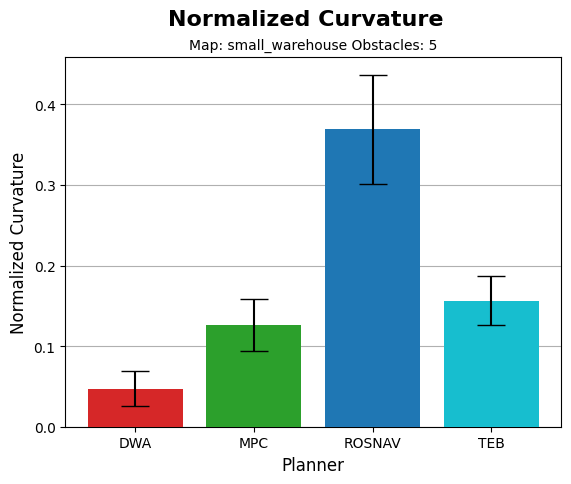 Normalized Curvature
Map: small_warehouse Obstacles: 5
Normalized Curvature
0.4
0.3
0.2
0.1
0.0
DWA MPC ROSNAV TEB
Planner